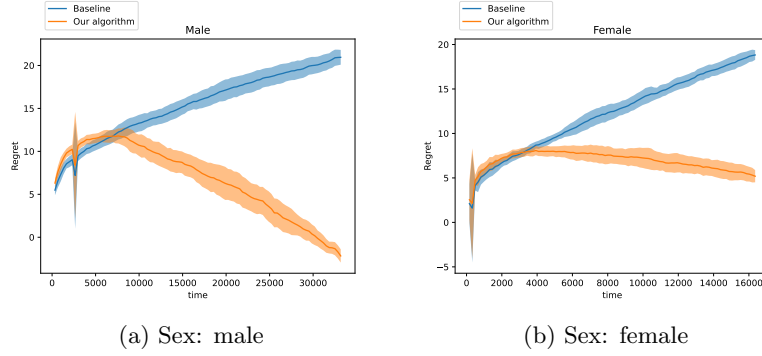 Baseline
Our algorithm
Male
Regret
20
15
10
5
0
0 5000 10000 15000 20000 25000 30000
time
(a) Sex: male
Baseline
Our algorithm
Female
Regret
20
15
10
5
0
−5
0 2000 4000 6000 8000 10000 12000 14000 16000
time
(b) Sex: female